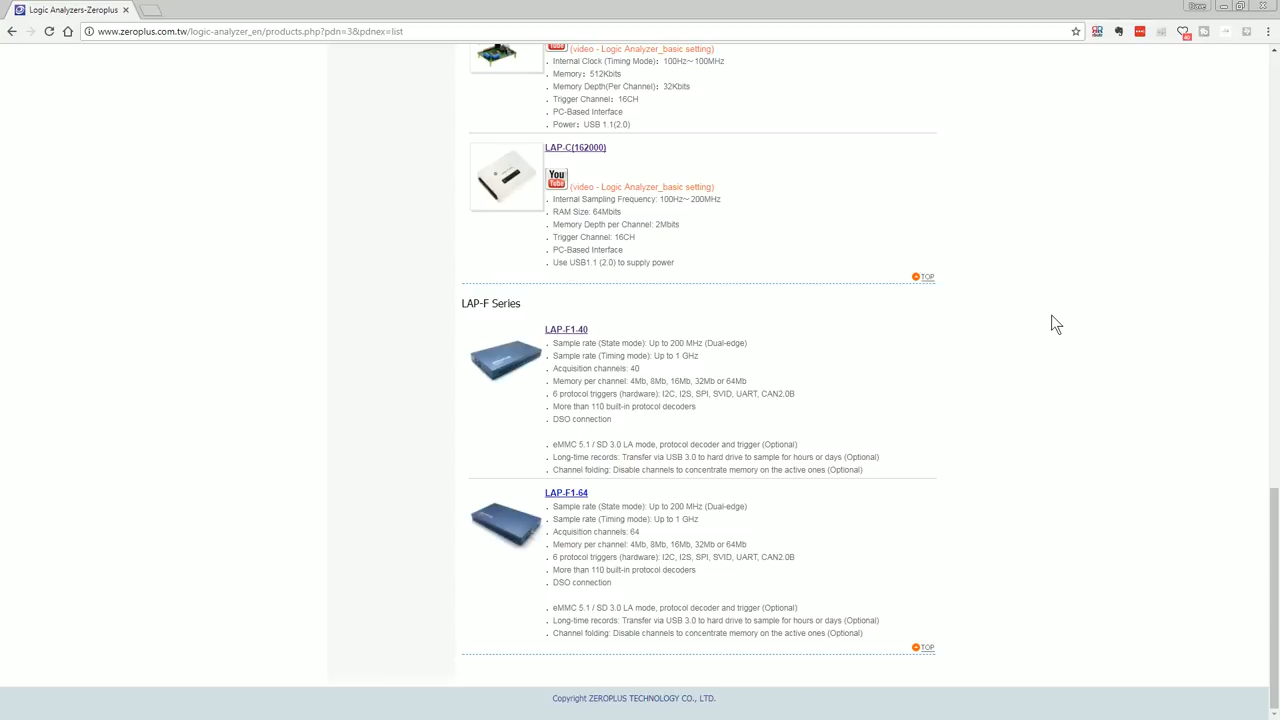 Logic Analyzers-Zeroplus
www.zeroplus.com.tw/logic-analyzer_en/products.php?pdn=3&pdnex=list
(video - Logic Analyzer_basic setting)
. Internal Clock (Timing Mode): 100Hz~100MHz
. Memory: 512Kbits
. Memory Depth(Per Channel): 32Kbits
. Trigger Channel: 16CH
. PC-Based Interface
. Power: USB 1.1(2.0)
LAP-C(162000)
You
Tube
(video - Logic Analyzer_basic setting)
. Internal Sampling Frequency: 100Hz~200MHz
. RAM Size: 64Mbits
. Memory Depth per Channel: 2Mbits
. Trigger Channel: 16CH
. PC-Based Interface
. Use USB1.1 (2.0) to supply power
TOP
LAP-F Series
LAP-F1-40
. Sample rate (State mode): Up to 200 MHz (Dual-edge)
. Sample rate (Timing mode): Up to 1 GHz
. Acquisition channels: 40
. Memory per channel: 4Mb, 8Mb, 16Mb, 32Mb or 64Mb
. 6 protocol triggers (hardware): I2C, I2S, SPI, SVID, UART, CAN2.0B
. More than 110 built-in protocol decoders
. DSO connection
. eMMC 5.1 / SD 3.0 LA mode, protocol decoder and trigger (Optional)
. Long-time records: Transfer via USB 3.0 to hard drive to sample for hours or days (Optional)
. Channel folding: Disable channels to concentrate memory on the active ones (Optional)
LAP-F1-64
. Sample rate (State mode): Up to 200 MHz (Dual-edge)
. Sample rate (Timing mode): Up to 1 GHz
. Acquisition channels: 64
. Memory per channel: 4Mb, 8Mb, 16Mb, 32Mb or 64Mb
. 6 protocol triggers (hardware): I2C, I2S, SPI, SVID, UART, CAN2.0B
. More than 110 built-in protocol decoders
. DSO connection
. eMMC 5.1 / SD 3.0 LA mode, protocol decoder and trigger (Optional)
. Long-time records: Transfer via USB 3.0 to hard drive to sample for hours or days (Optional)
. Channel folding: Disable channels to concentrate memory on the active ones (Optional)
TOP
Copyright ZEROPLUS TECHNOLOGY CO., LTD.